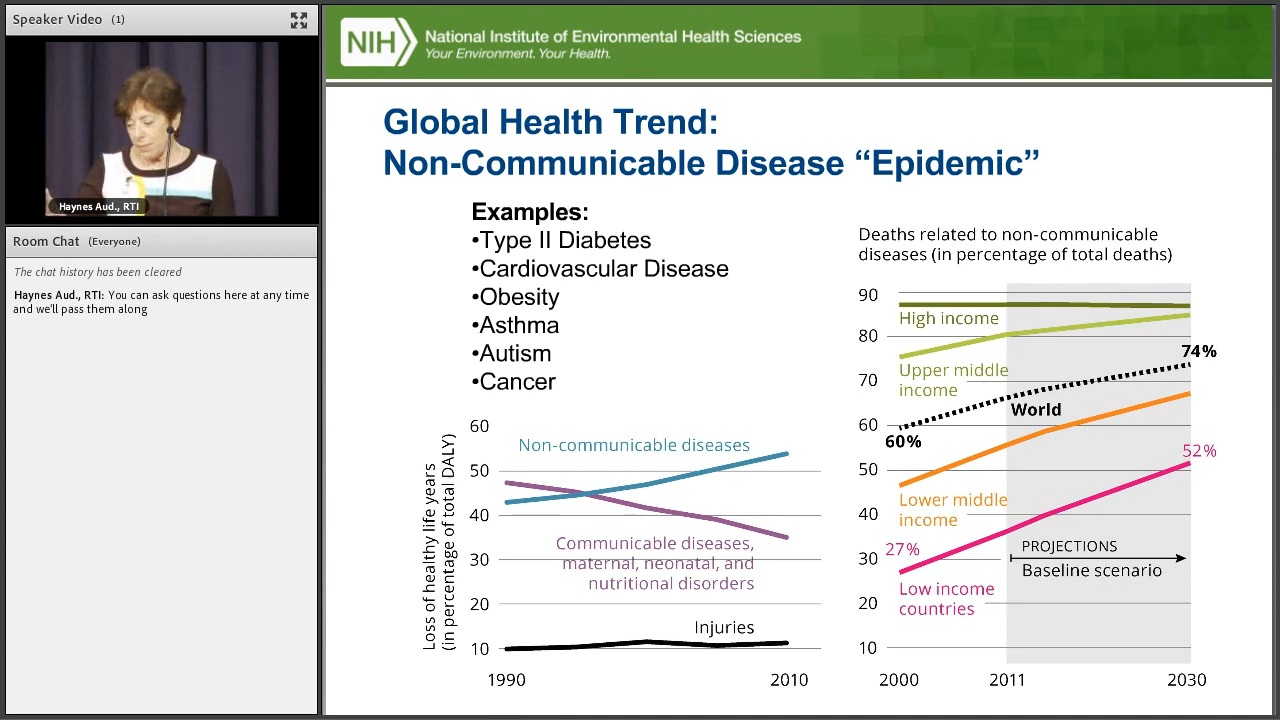 Speaker Video (1)
Haynes Aud., RTI
Room Chat (Everyone)
The chat history has been cleared
Haynes Aud., RTI: You can ask questions here at any time
and we'll pass them along
NIH
National Institute of Environmental Health Sciences
Your Environment. Your Health.
Global Health Trend:
Non-Communicable Disease “Epidemic”
Examples:
•Type II Diabetes
•Cardiovascular Disease
•Obesity
•Asthma
•Autism
•Cancer
Loss of healthy life years
(in percentage of total DALY)
60
50
40
30
20
10
Non-communicable diseases
Communicable diseases,
maternal, neonatal, and
nutritional disorders
Injuries
1990 2010
Deaths related to non-communicable
diseases (in percentage of total deaths)
90
80
70
60
50
40
30
20
10
High income
Upper middle
income
74%
World
60%
Lower middle
income
52%
27%
PROJECTIONS
Baseline scenario
Low income
countries
2000 2011 2030